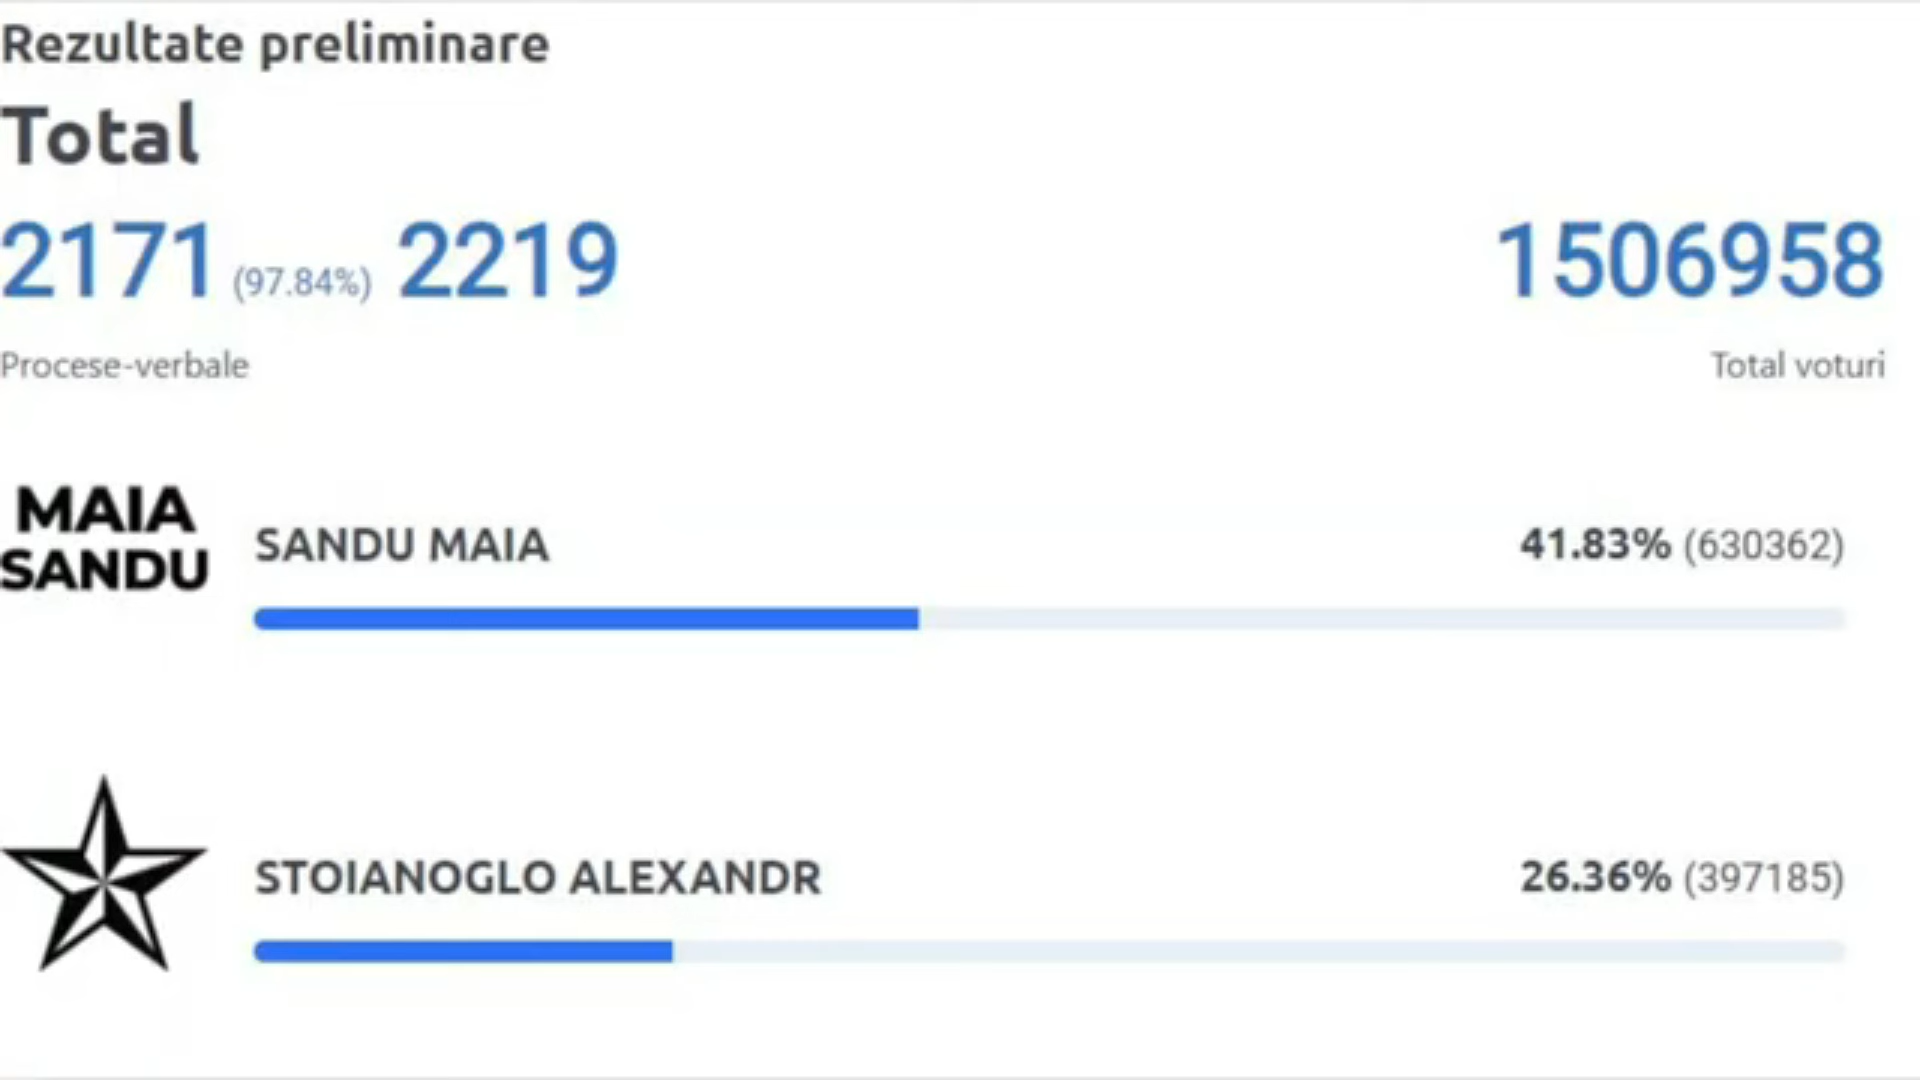 Rezultate preliminare
Total
2171 (97.84%) 2219
1506958
Procese-verbale
Total voturi
MAIA
SANDU
SANDU MAIA
41.83% (630362)
STOIANOGLO ALEXANDR
26.36% (397185)